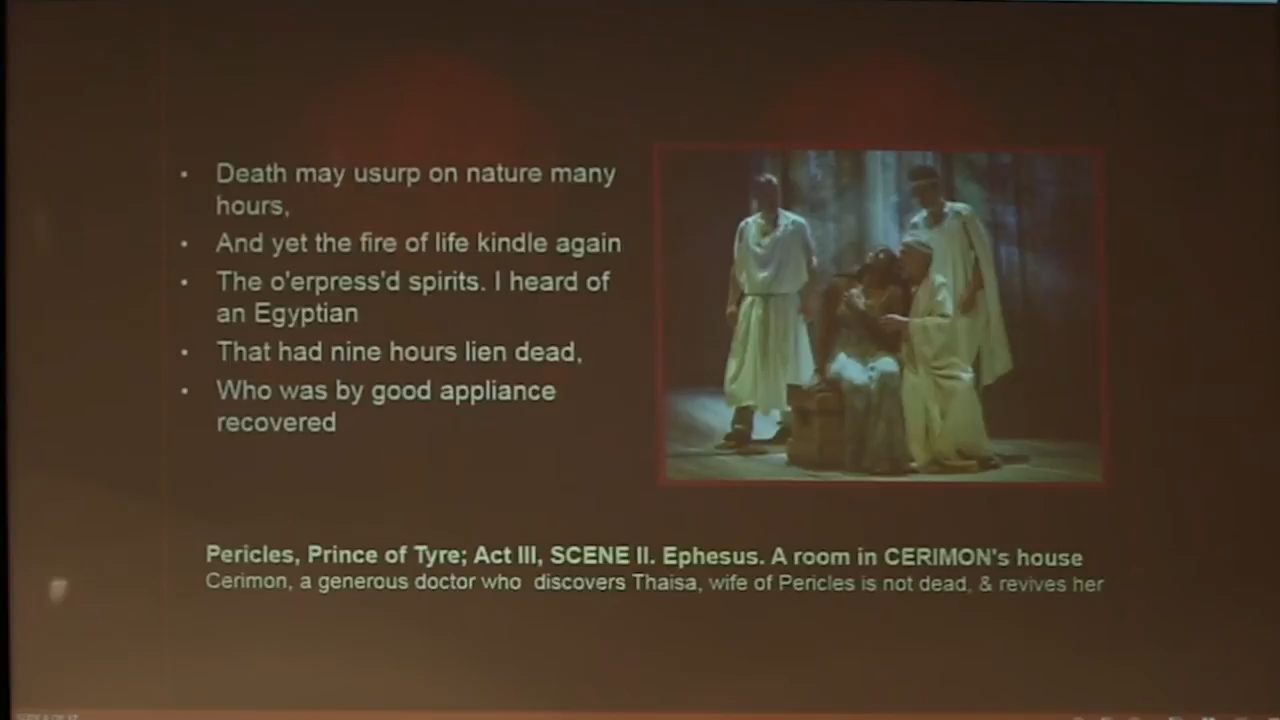 • Death may usurp on nature many
hours,
• And yet the fire of life kindle again
• The o'erpress'd spirits. I heard of
an Egyptian
• That had nine hours lien dead,
• Who was by good appliance
recovered
Pericles, Prince of Tyre; Act III, SCENE II. Ephesus. A room in CERIMON's house
Cerimon, a generous doctor who discovers Thaisa, wife of Pericles is not dead, & revives her